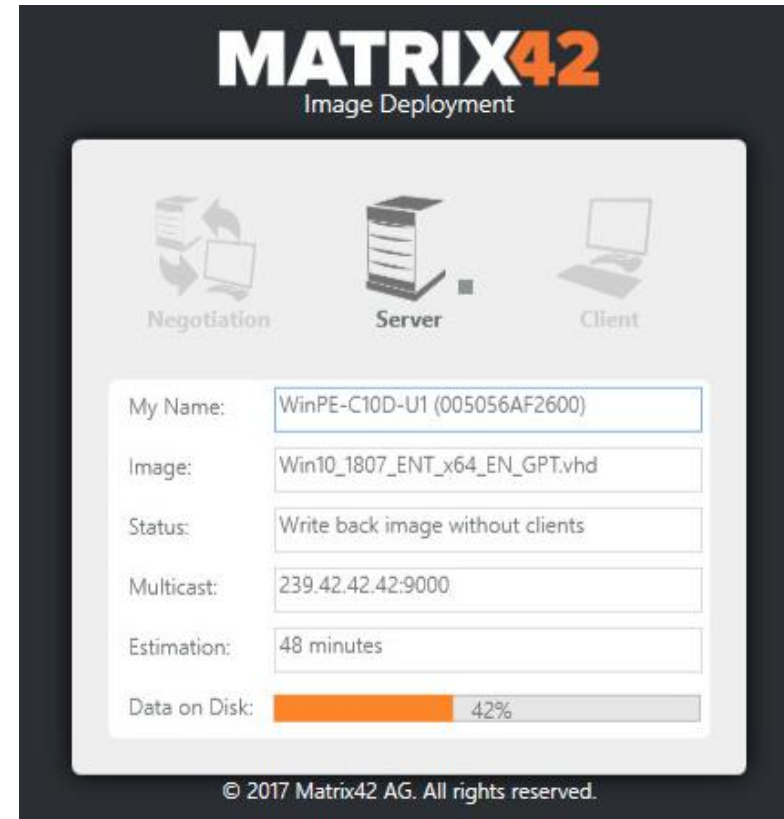 MATRIX42
Image Deployment
Negotiation
Server
Client
My Name: WinPE-C10D-U1 (005056AF2600)
Image: Win10_1807_ENT_x64_EN_GPT.vhd
Status: Write back image without clients
Multicast: 239.42.42.42:9000
Estimation: 48 minutes
Data on Disk: 42%
© 2017 Matrix42 AG. All rights reserved.